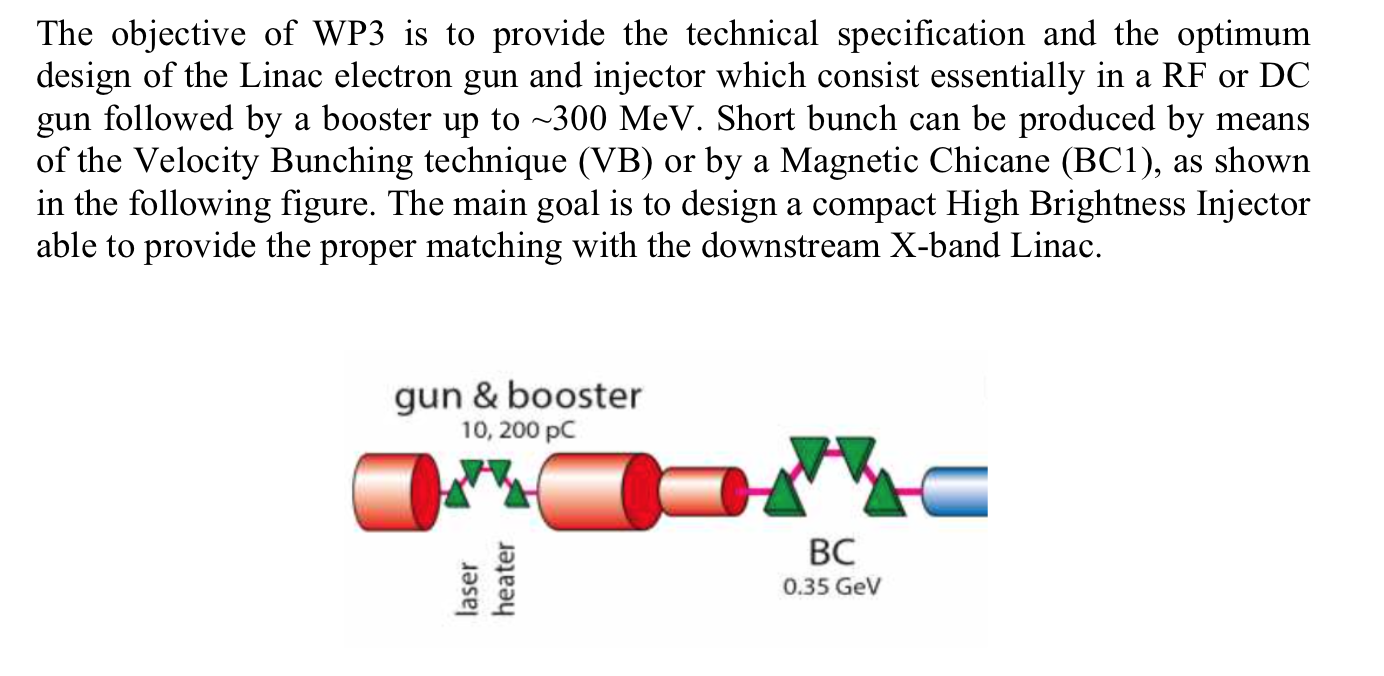 The objective of WP3 is to provide the technical specification and the optimum
design of the Linac electron gun and injector which consist essentially in a RF or DC
gun followed by a booster up to ~300 MeV. Short bunch can be produced by means
of the Velocity Bunching technique (VB) or by a Magnetic Chicane (BC1), as shown
in the following figure. The main goal is to design a compact High Brightness Injector
able to provide the proper matching with the downstream X-band Linac.
gun & booster
10, 200 pC
laser
heater
BC
0.35 GeV